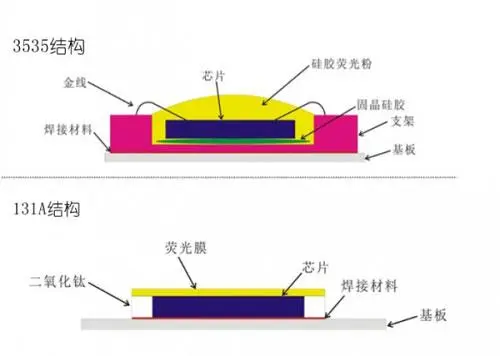 3535结构
芯片
硅胶荧光粉
金线
固晶硅胶
焊接材料
支架
基板
131A结构
荧光膜
芯片
二氧化钛
焊接材料
基板